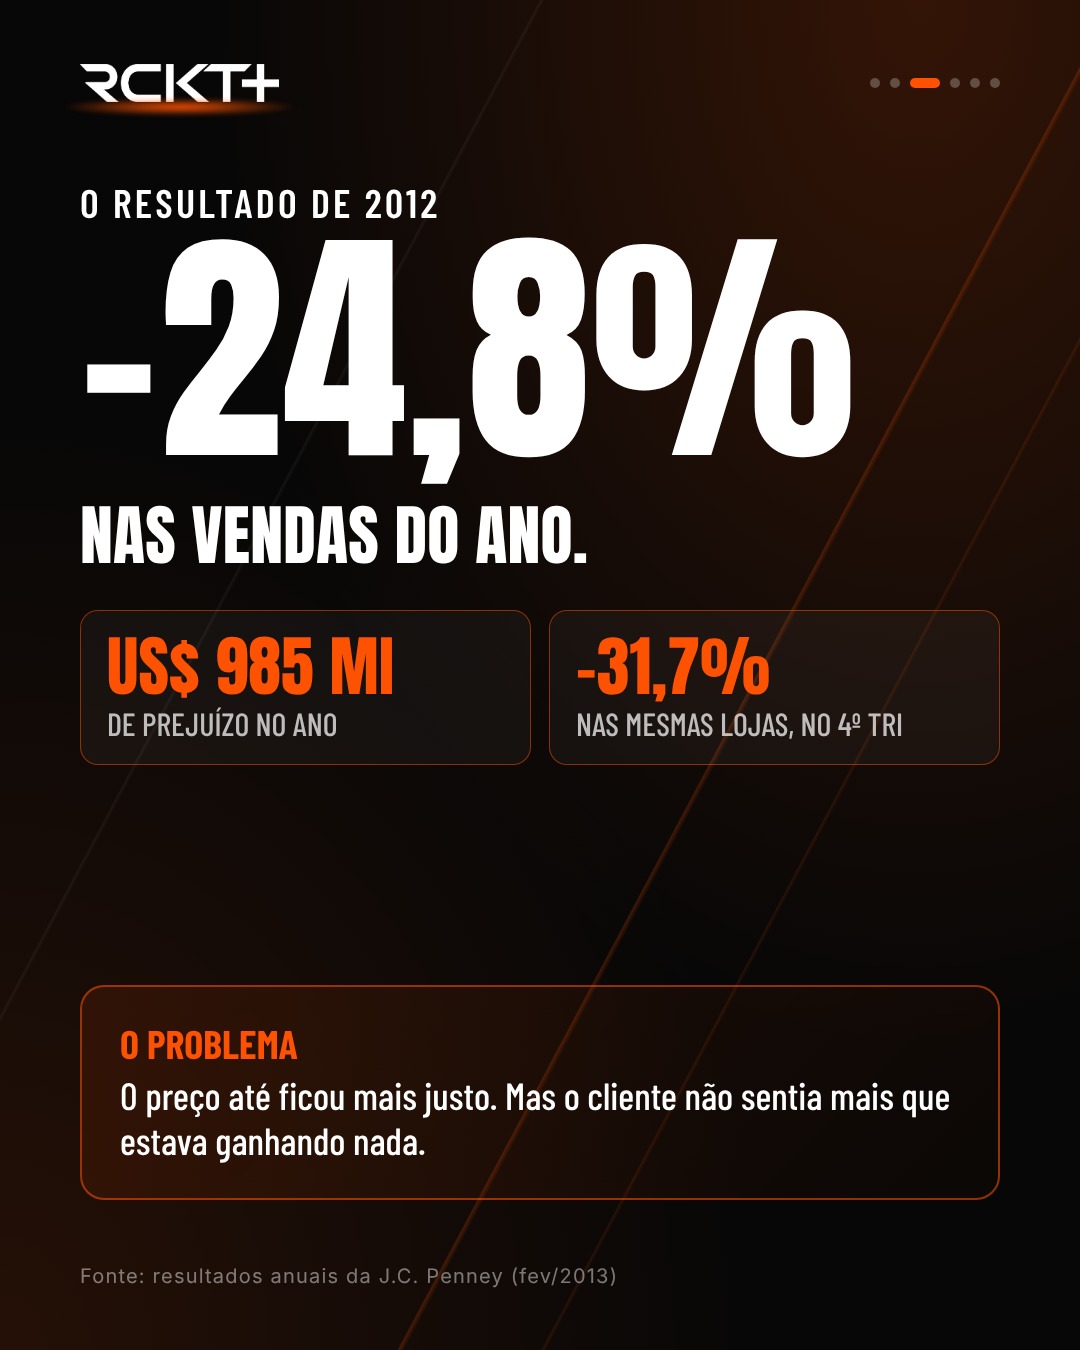 RCKT+
O RESULTADO DE 2012
-24,8%
NAS VENDAS DO ANO.
US$ 985 MI
DE PREJUÍZO NO ANO
-31,7%
NAS MESMAS LOJAS, NO 4º TRI
O PROBLEMA
O preço até ficou mais justo. Mas o cliente não sentia mais que
estava ganhando nada.
Fonte: resultados anuais da J.C. Penney (fev/2013)